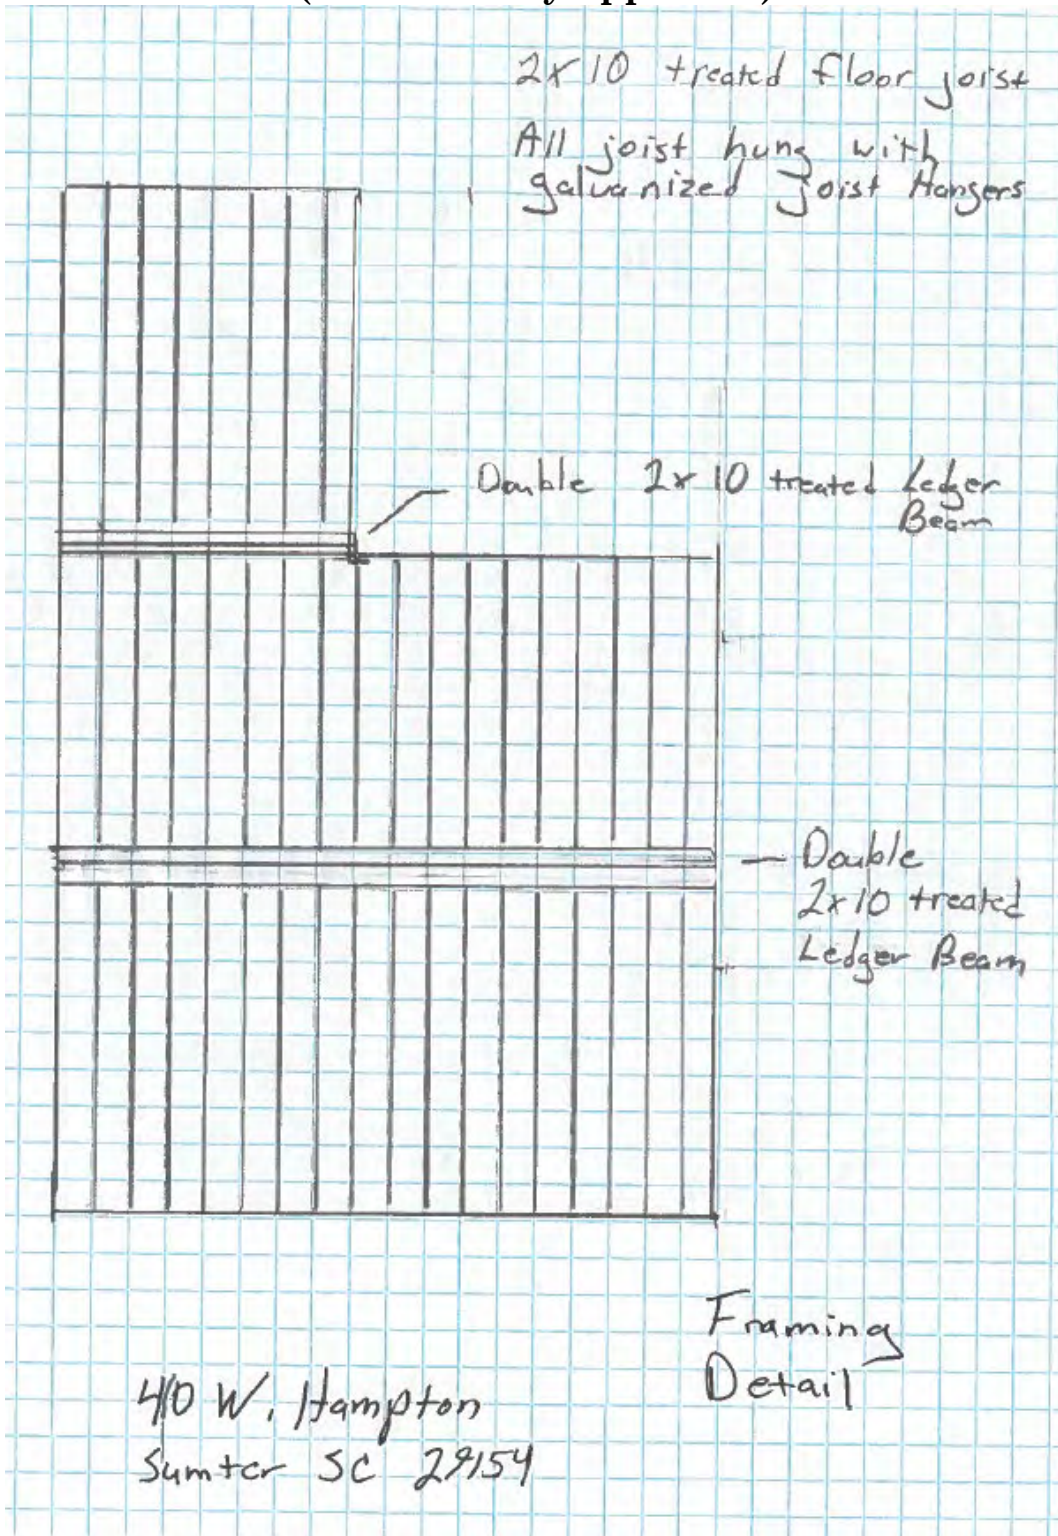 2x10 treated floor joist
All joist hung with
galvanized joist Hangers
Double 2x10 treated Ledger
Beam
Double
2x10 treated
Ledger Beam
Framing
Detail
410 W. Hampton
Sumter SC 29154